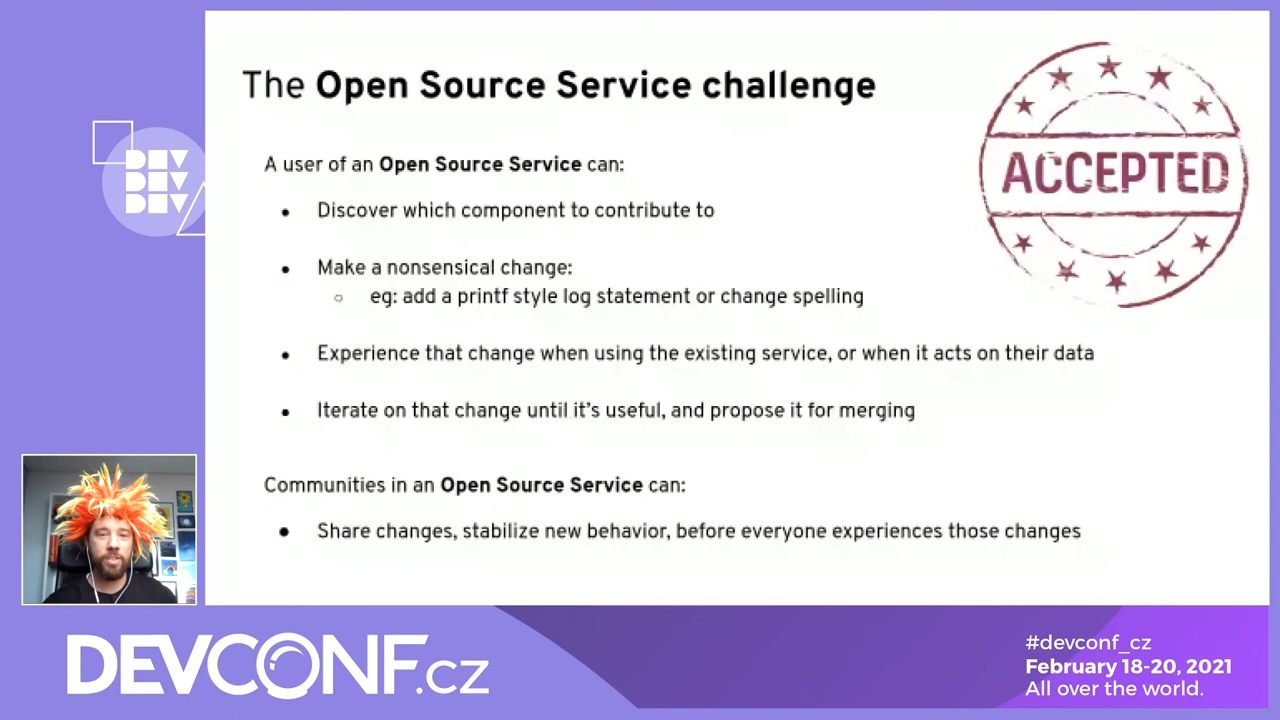 The Open Source Service challenge
ACCEPTED
A user of an Open Source Service can:
Discover which component to contribute to
Make a nonsensical change:
eg: add a printf style log statement or change spelling
Experience that change when using the existing service, or when it acts on their data
Iterate on that change until it's useful, and propose it for merging
Communities in an Open Source Service can:
Share changes, stabilize new behavior, before everyone experiences those changes
DEV
DEV
DEV
DEVCONF.cz
#devconf_cz
February 18-20, 2021
All over the world.